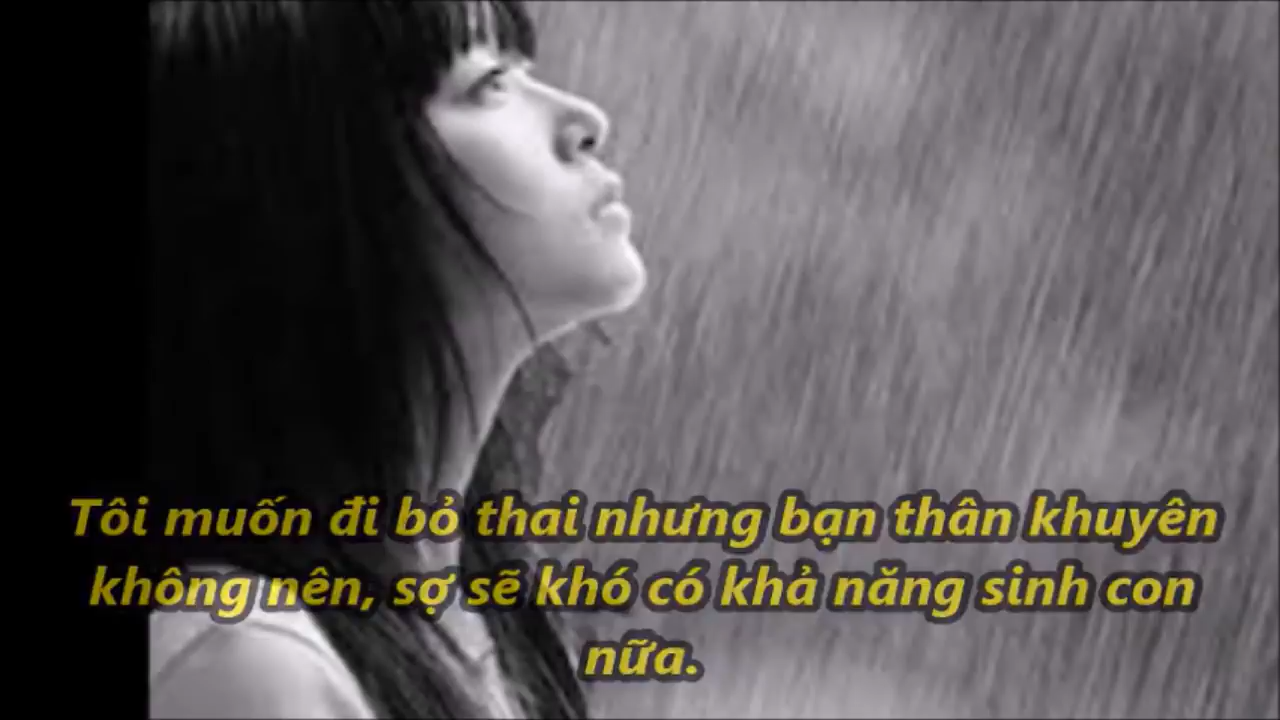 Tôi muốn đi bỏ thai nhưng bạn thân khuyên
không nên, sợ sẽ khó có khả năng sinh con
nữa.